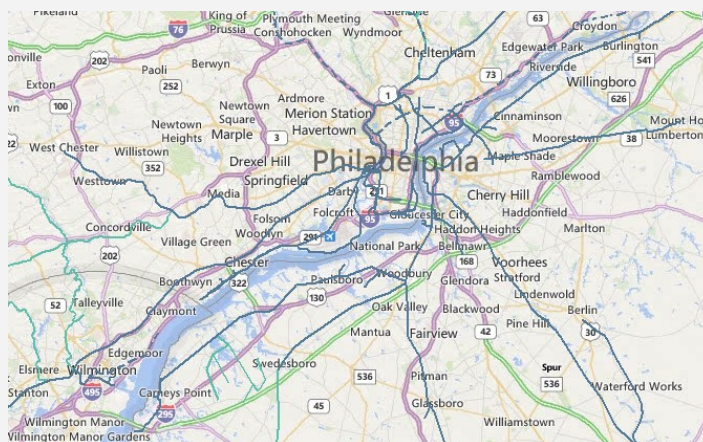 Pikeland
King of
Prussia
Plymouth Meeting
Conshohocken
Wyndmoor
63
Croydon
76
Cheltenham
Edgewater Park
Burlington
onville
202
Paoli
Berwyn
Riverside
541
Exton
252
1
73
Willingboro
100
Newtown
Square
Ardmore
Merion Station
95
626
Cinnaminson
Newtown
Heights
Marple
3
Havertown
Mount Ho
Moorestown
38
Lumberton
22
West Chester
Willistown
Drexel Hill
Philadelphia
Maple Shade
352
Springfield
Ramblewood
Westtown
Media
Darby
291
Cherry Hill
Folsom
Folcroft
95
Gloucester City
Haddonfield
Concordville
Woodlyn
291
Haddon Heights
Marlton
Village Green
National Park
Bellmawr
202
Chester
168
Voorhees
Boothwyn
322
Paulsboro
Woodbury
Stratford
Glendora
52
Talleyville
130
Lindenwold
Claymont
Oak Valley
Blackwood
Berlin
Mantua
Fairview
42
Pine Hill
30
Edgemoor
Swedesboro
Elsmere
Wilmington
Spur
536
Pitman
536
Waterford Works
Stanton
495
Carneys Point
Glassboro
295
45
Williamstown
Wilmington Manor
Wilmington Manor Gardens